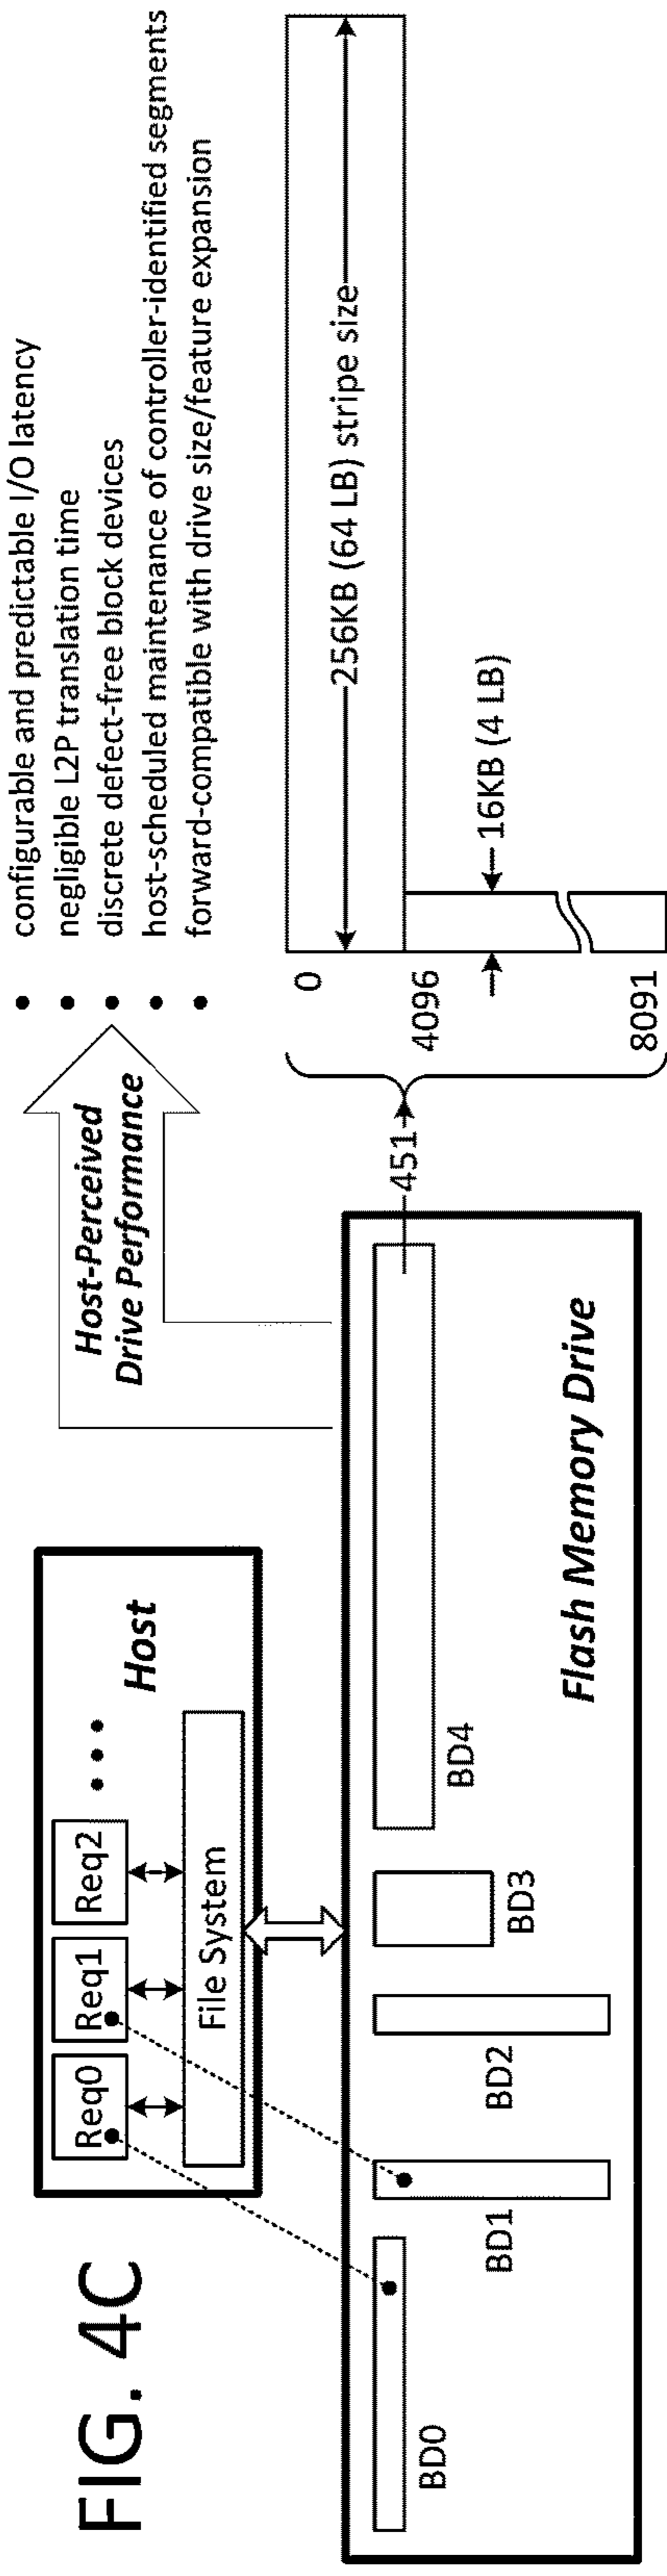 FIG. 4C
Req0
Req1
Req2
• • •
Host
File System
Host-Perceived
Drive Performance
• configurable and predictable I/O latency
• negligible L2P translation time
• discrete defect-free block devices
• host-scheduled maintenance of controller-identified segments
• forward-compatible with drive size/feature expansion
BD0
BD1
BD2
BD3
BD4
Flash Memory Drive
451
0
4096
8091
256KB (64 LB) stripe size
16KB (4 LB)